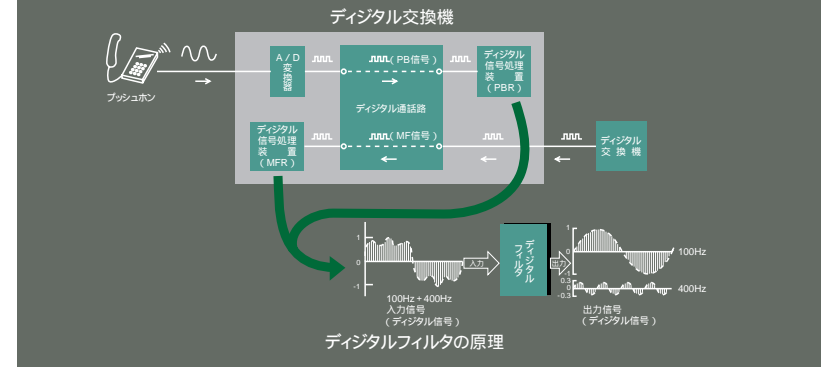 ディジタル交換機
プッシュホン
A/D
変
換
器
(PB信号)
ディジタル
信号処理
装 置
(PBR)
ディジタル通話路
ディジタル
信号処理
装 置
(MFR)
(MF信号)
ディジタル
交 換 機
1
0
-1
100Hz+400Hz
入力信号
(ディジタル信号)
入力
ディジタル
フィルタ
出力
1
0
-1
100Hz
0.3
0
-0.3
400Hz
出力信号
(ディジタル信号)
ディジタルフィルタの原理